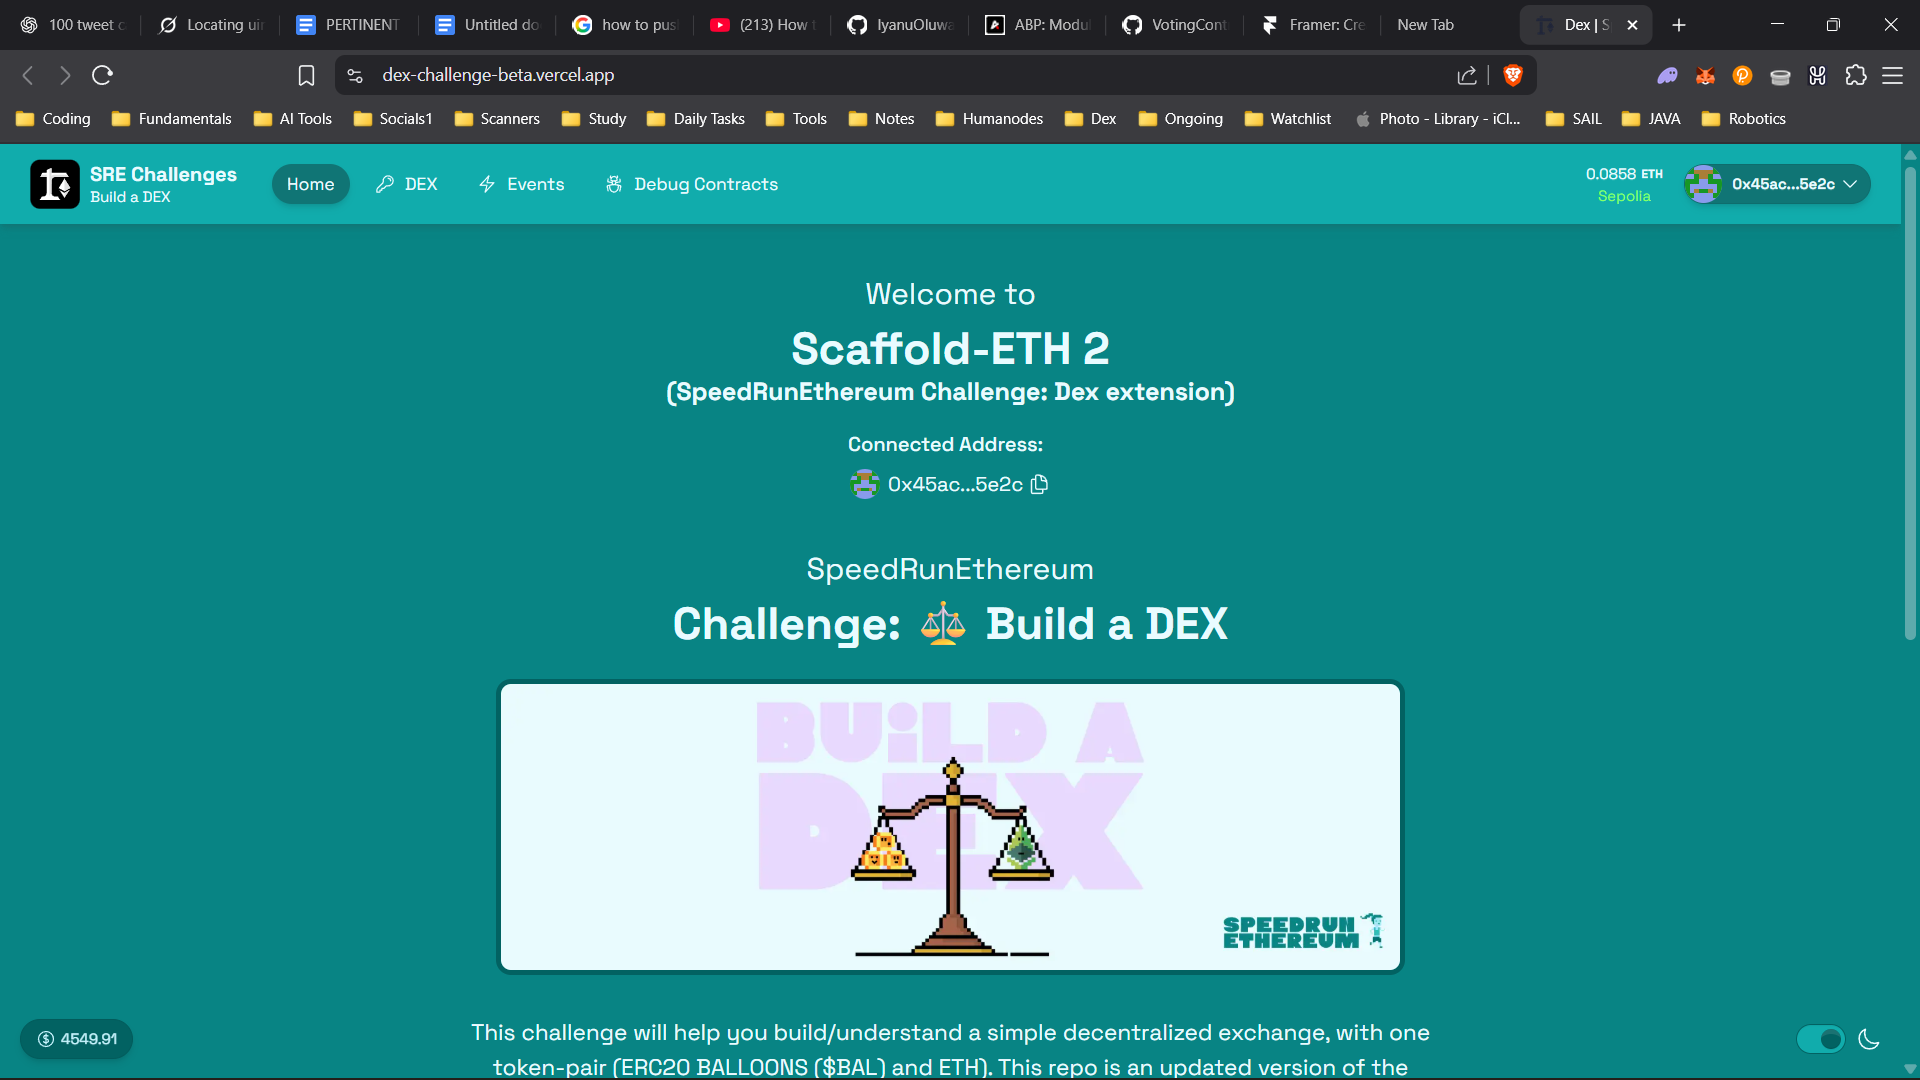 100 tweet c
Locating uin
PERTINENT
Untitled do
how to pus
(213) How t
IyanuOluwa
ABP: Modul
VotingCont
Framer: Cre
New Tab
Dex | S
dex-challenge-beta.vercel.app
Coding
Fundamentals
AI Tools
Socials1
Scanners
Study
Daily Tasks
Tools
Notes
Humanodes
Dex
Ongoing
Watchlist
Photo - Library - iCl...
SAIL
JAVA
Robotics
SRE Challenges
Build a DEX
Home
DEX
Events
Debug Contracts
0.0858 ETH
Sepolia
0x45ac...5e2c
Welcome to
Scaffold-ETH 2
(SpeedRunEthereum Challenge: Dex extension)
Connected Address:
0x45ac...5e2c
SpeedRunEthereum
Challenge: ⚖️ Build a DEX
BUiLD A
DEX
SPEEDRUN
ETHEREUM
This challenge will help you build/understand a simple decentralized exchange, with one
token-pair (ERC20 BALLOONS ($BAL) and ETH). This repo is an updated version of the
4549.91